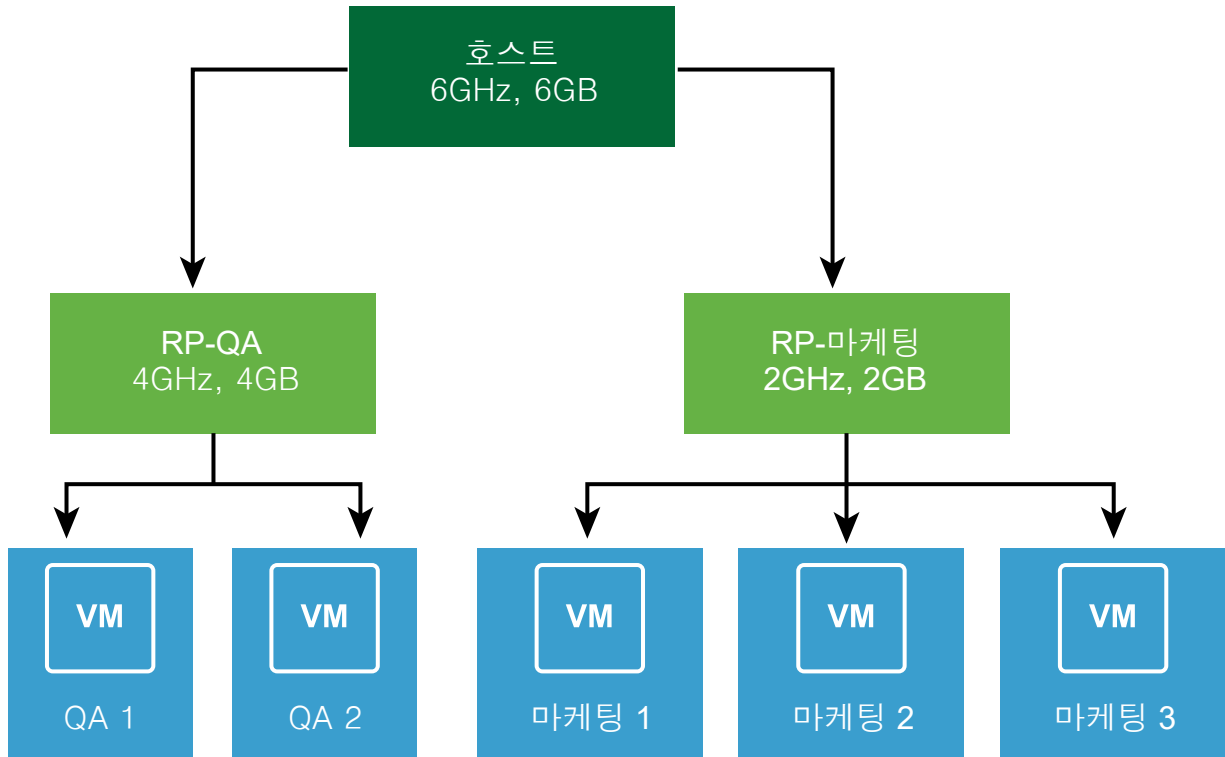 호스트
6GHz, 6GB
RP-QA
4GHz, 4GB
RP-마케팅
2GHz, 2GB
VM
QA 1
VM
QA 2
VM
마케팅 1
VM
마케팅 2
VM
마케팅 3